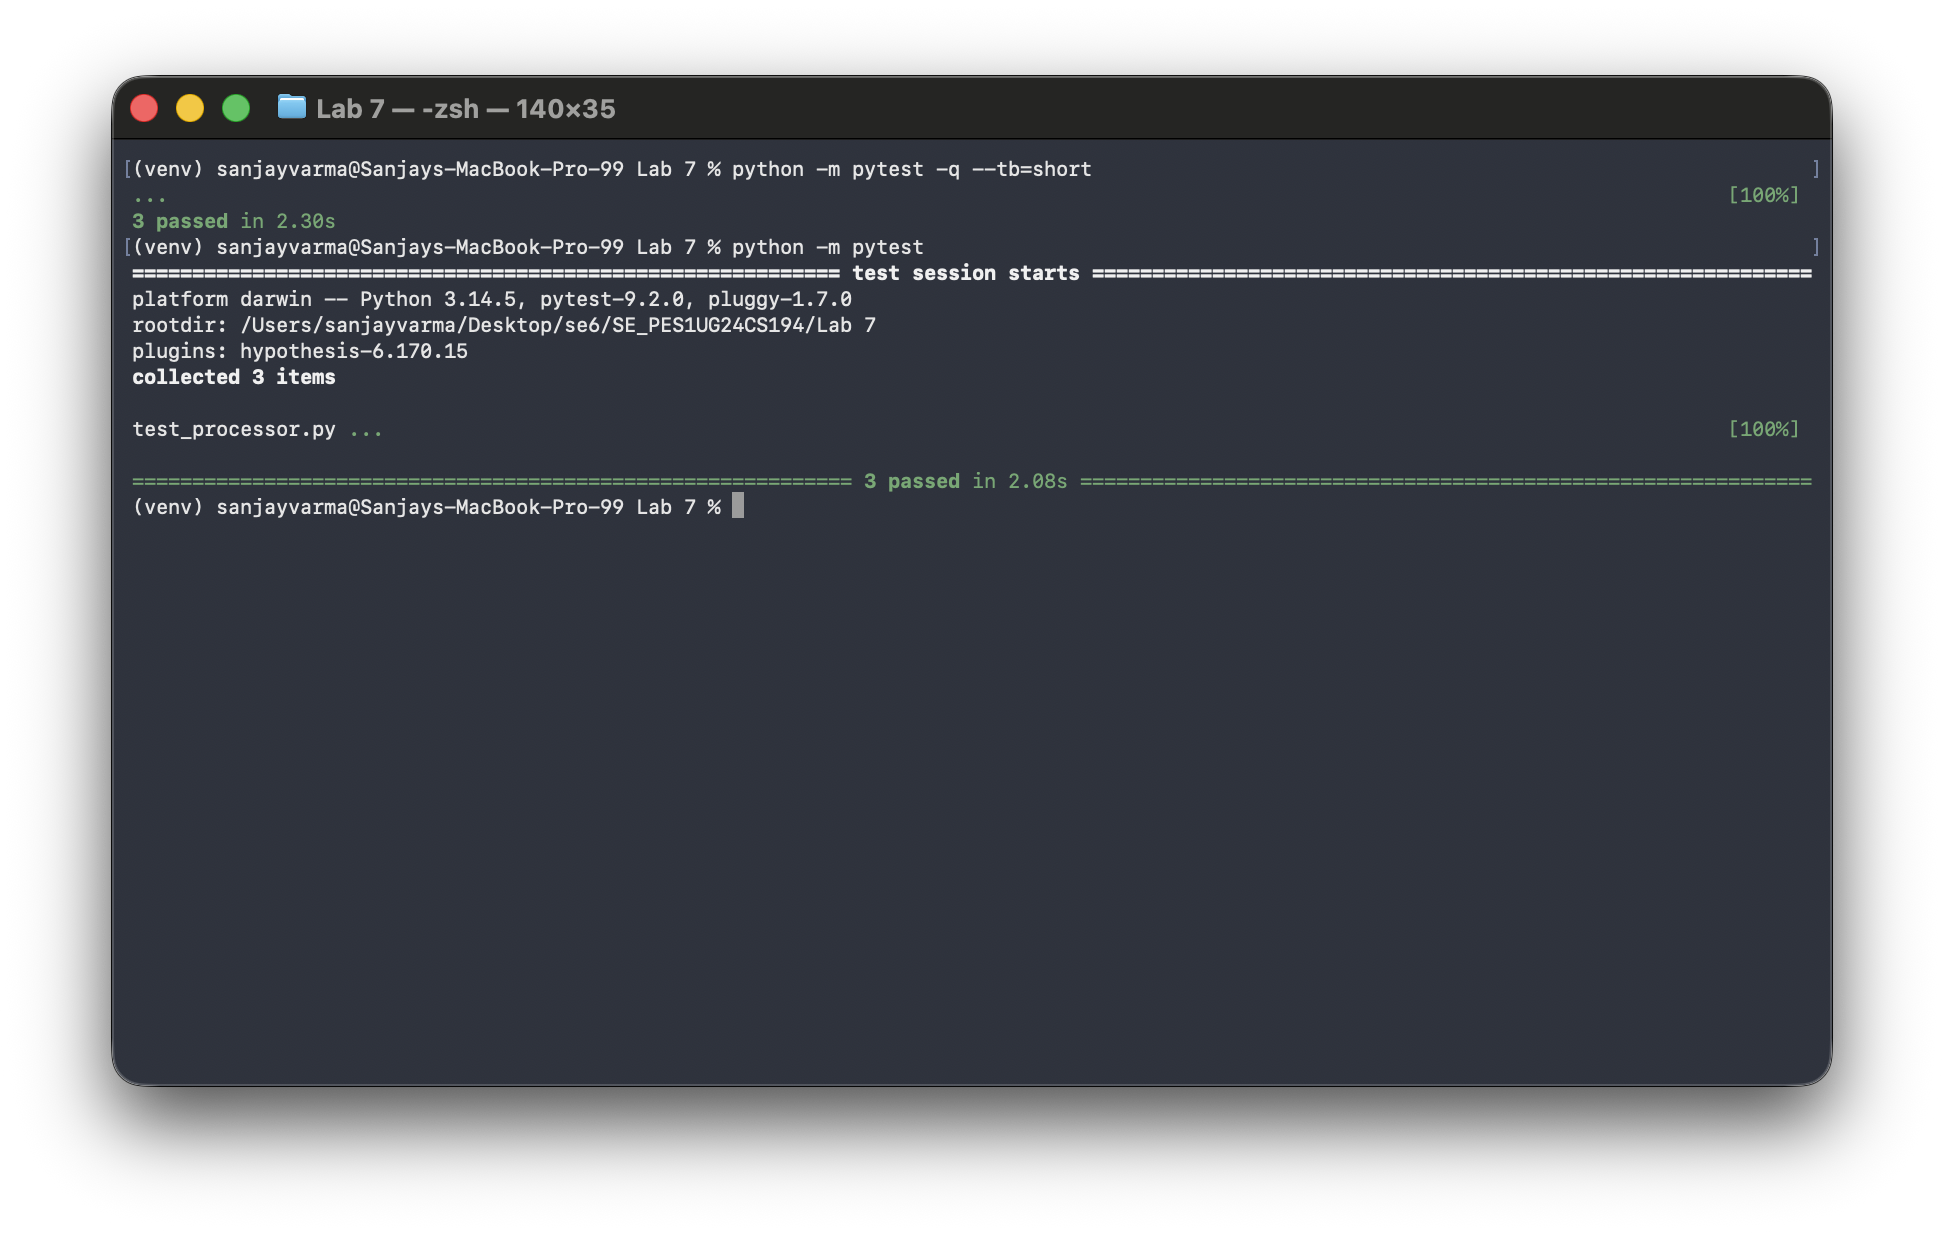 Lab 7 — -zsh — 140×35
[(venv) sanjayvarma@Sanjays-MacBook-Pro-99 Lab 7 % python -m pytest -q --tb=short ]
... [100%]
3 passed in 2.30s
[(venv) sanjayvarma@Sanjays-MacBook-Pro-99 Lab 7 % python -m pytest ]
=========================================================== test session starts ============================================================
platform darwin -- Python 3.14.5, pytest-9.2.0, pluggy-1.7.0
rootdir: /Users/sanjayvarma/Desktop/se6/SE_PES1UG24CS194/Lab 7
plugins: hypothesis-6.170.15
collected 3 items
test_processor.py ... [100%]
============================================================ 3 passed in 2.08s =============================================================
(venv) sanjayvarma@Sanjays-MacBook-Pro-99 Lab 7 %